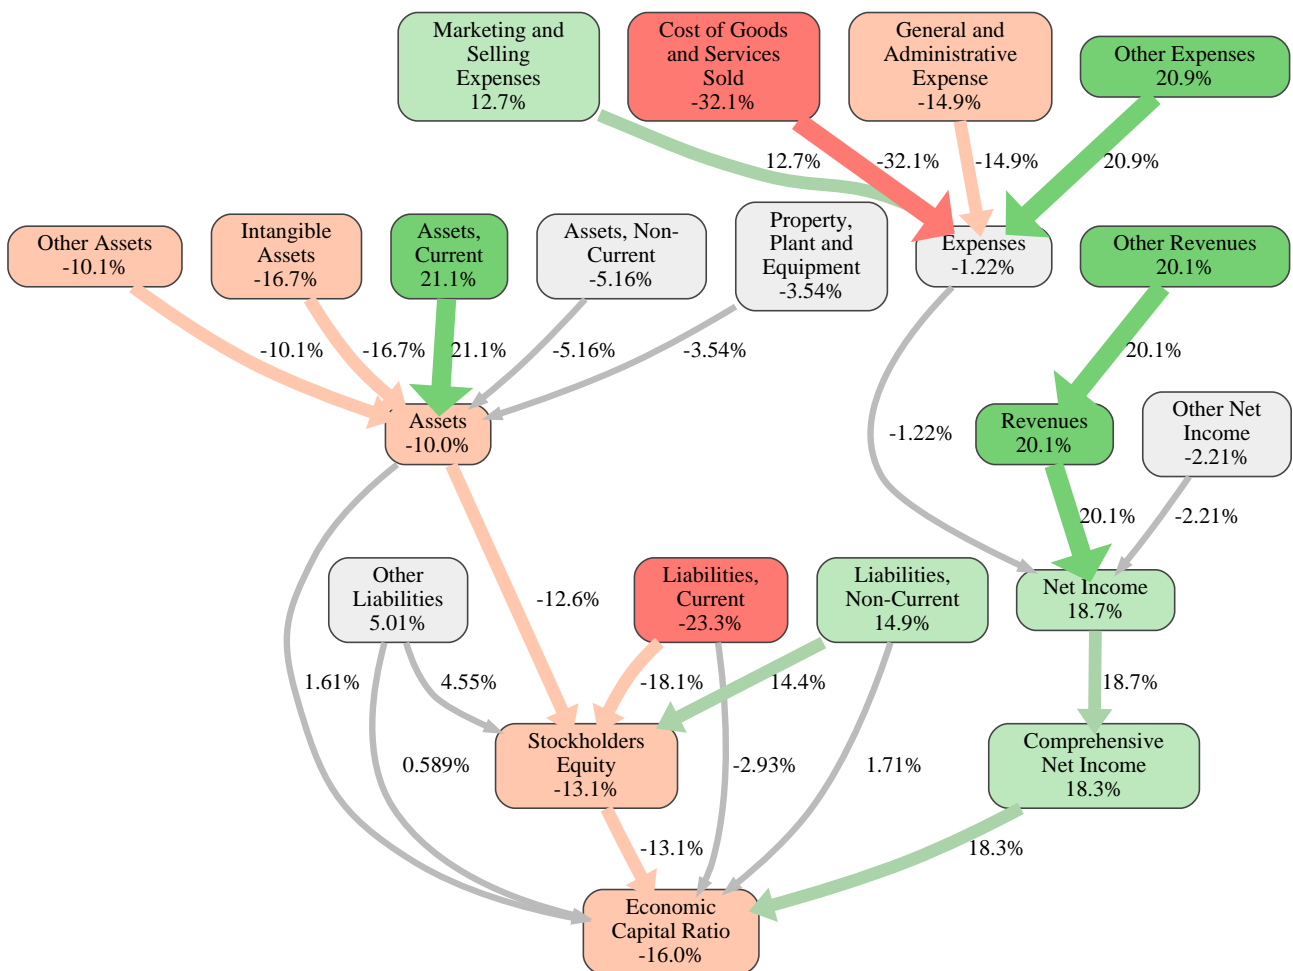 Marketing and
Selling
Expenses
12.7%
Cost of Goods
and Services
Sold
-32.1%
General and
Administrative
Expense
-14.9%
Other Expenses
20.9%
12.7%
-32.1%
-14.9%
20.9%
Other Assets
-10.1%
Intangible
Assets
-16.7%
Assets,
Current
21.1%
Assets, Non-
Current
-5.16%
Property,
Plant and
Equipment
-3.54%
Expenses
-1.22%
Other Revenues
20.1%
-10.1%
-16.7%
21.1%
-5.16%
-3.54%
20.1%
Assets
-10.0%
-1.22%
Revenues
20.1%
Other Net
Income
-2.21%
20.1%
-2.21%
Other
Liabilities
5.01%
-12.6%
Liabilities,
Current
-23.3%
Liabilities,
Non-Current
14.9%
Net Income
18.7%
1.61%
4.55%
-18.1%
14.4%
18.7%
0.589%
Stockholders
Equity
-13.1%
-2.93%
1.71%
Comprehensive
Net Income
18.3%
-13.1%
18.3%
Economic
Capital Ratio
-16.0%